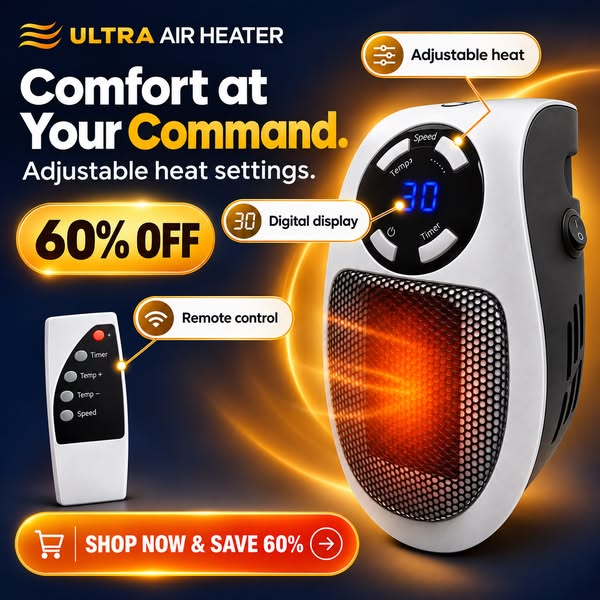 ULTRA AIR HEATER
Adjustable heat
Comfort at
Your Command.
Adjustable heat settings.
60% OFF
30 Digital display
Speed
Temp
30
Timer
Remote control
+
Timer
Temp +
Temp −
Speed
SHOP NOW & SAVE 60%